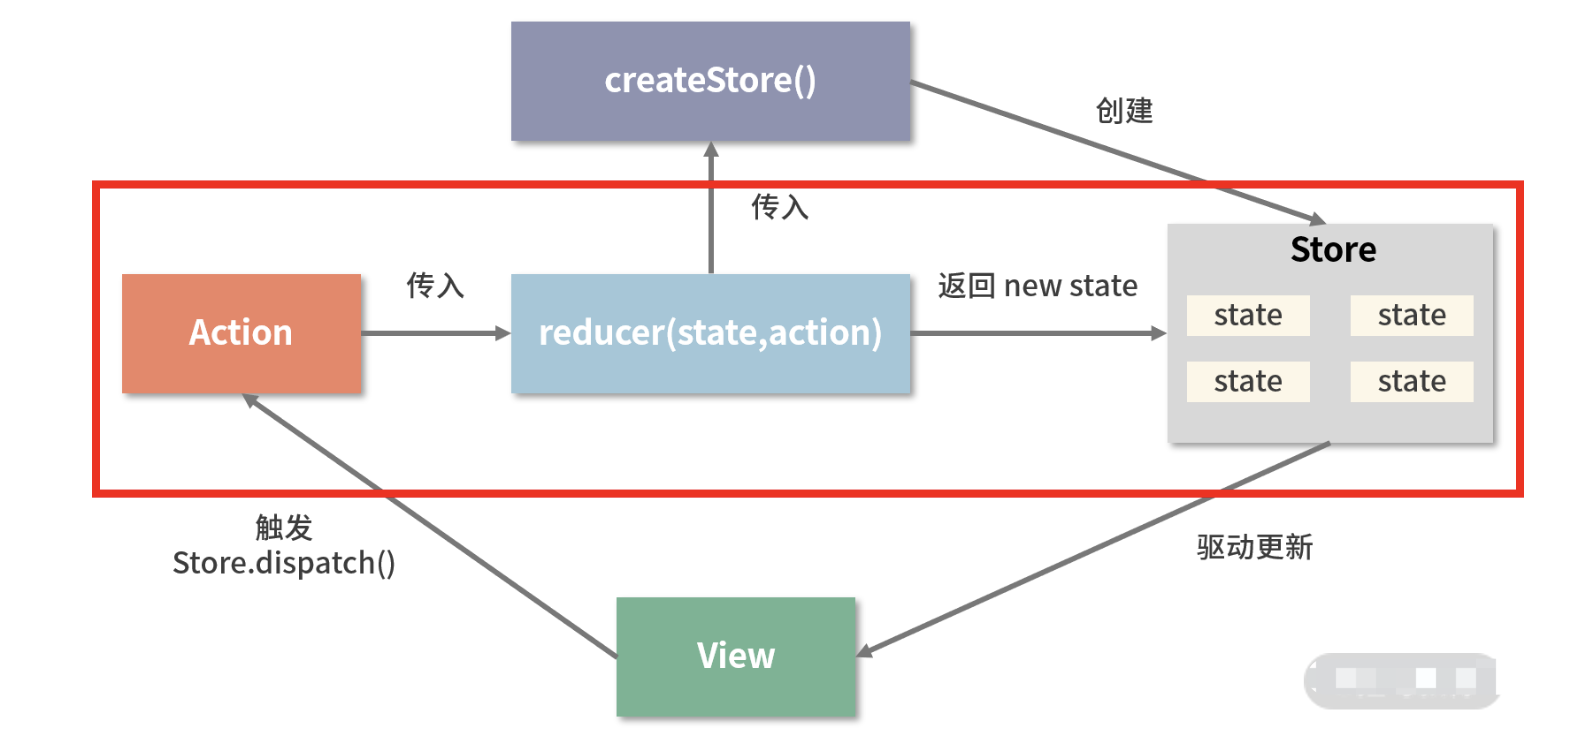 createStore()
创建
传入
Store
传入
返回 new state
state
state
Action
reducer(state,action)
state
state
触发
Store.dispatch()
驱动更新
View